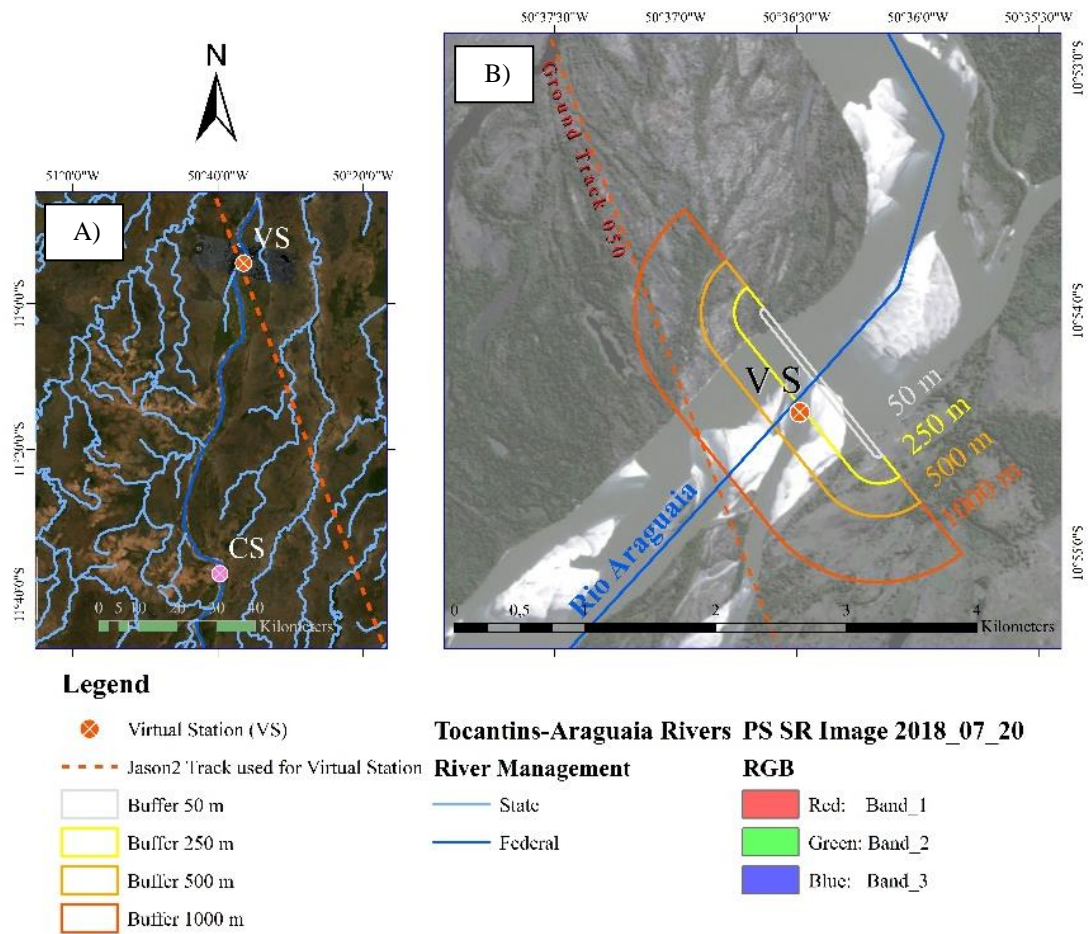 N
50°37'30"W 50°37'0"W 50°36'30"W 50°36'0"W 50°35'30"W
B)
10°53'30"S
10°54'0"S
10°55'0"S
Ground Track 050
V S
50 m
250 m
500 m
1000 m
Rio Araguaia
0 0,5 1 2 3 4
Kilometers
51°0'0"W 50°40'0"W 50°20'0"W
A)
VS
CS
11°0'0"S
11°20'0"S
11°40'0"S
0 5 10 20 30 40
Kilometers
Legend
Virtual Station (VS)
Jason2 Track used for Virtual Station
Buffer 50 m
Buffer 250 m
Buffer 500 m
Buffer 1000 m
Tocantins-Araguaia Rivers
River Management
State
Federal
PS SR Image 2018_07_20
RGB
Red: Band_1
Green: Band_2
Blue: Band_3